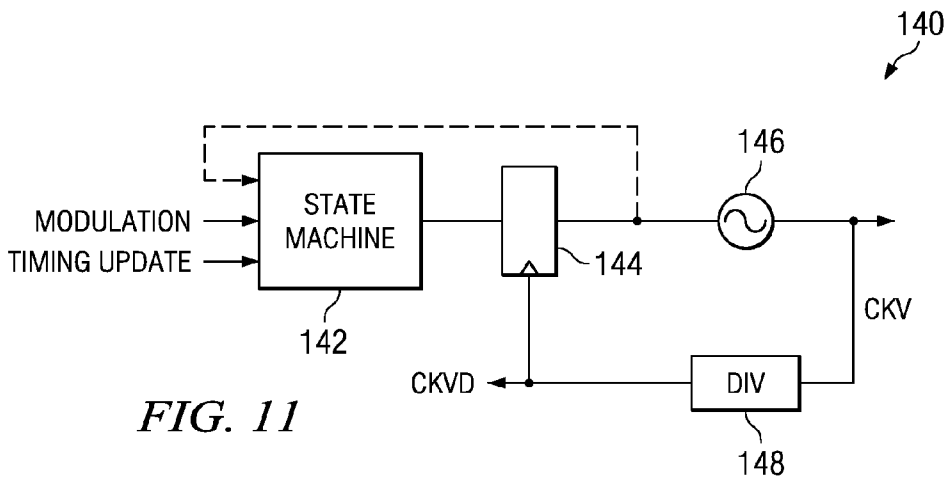 140
146
STATE
MACHINE
MODULATION
TIMING UPDATE
144
142
CKV
CKVD
DIV
FIG. 11
148